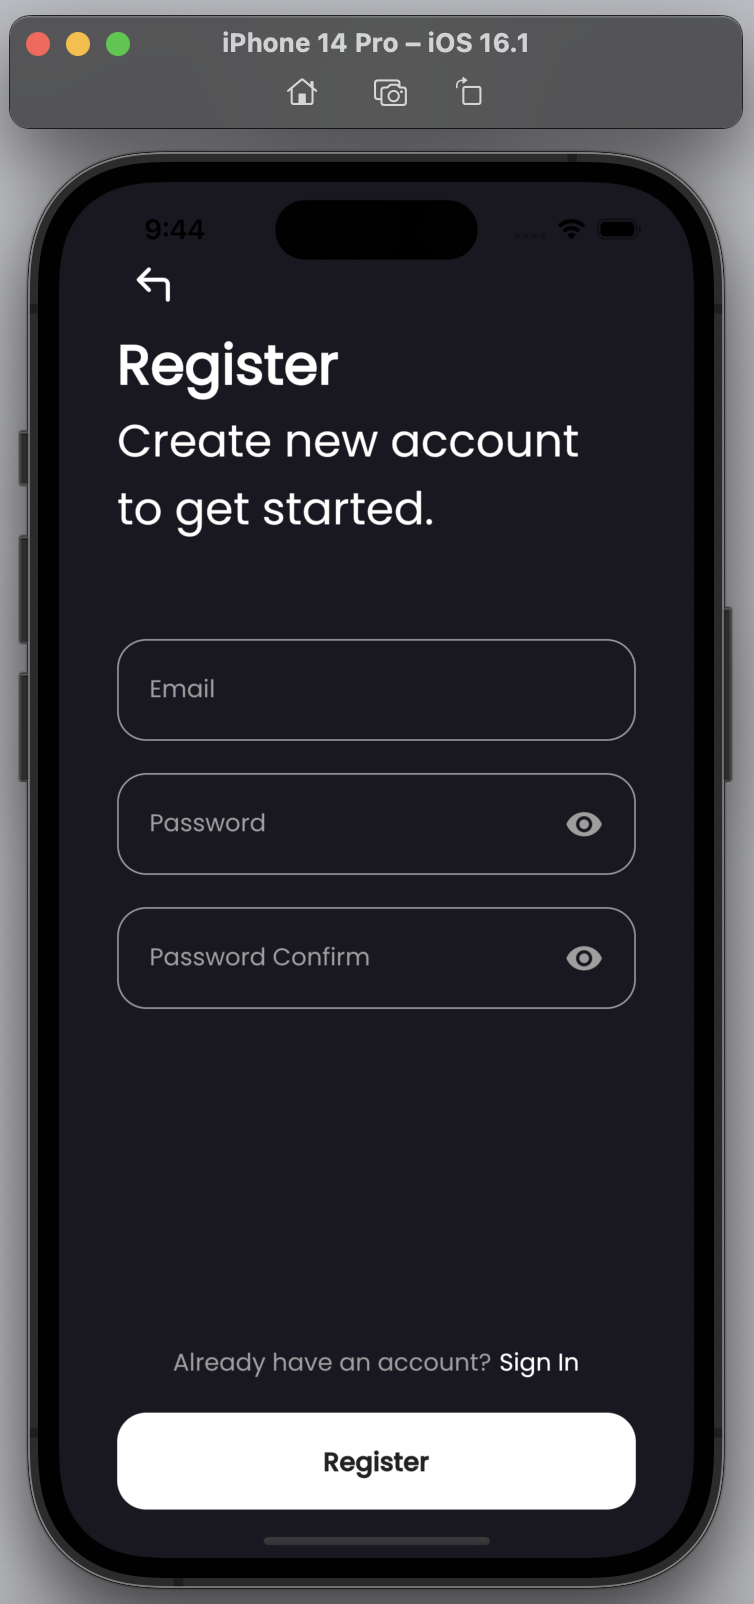 iPhone 14 Pro – iOS 16.1
9:44
Register
Create new account
to get started.
Email
Password
Password Confirm
Already have an account? Sign In
Register